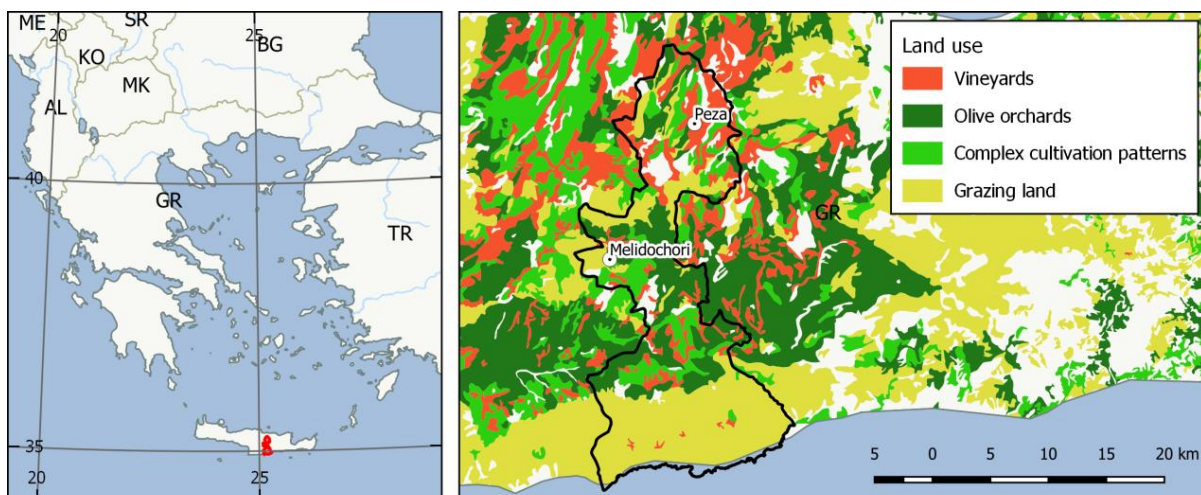 ME
20
SR
25
BG
KO
MK
AL
40
GR
TR
35
20
25
Land use
Vineyards
Olive orchards
Complex cultivation patterns
Grazing land
Peza
GR
Melidochori
5 0 5 10 15 20 km